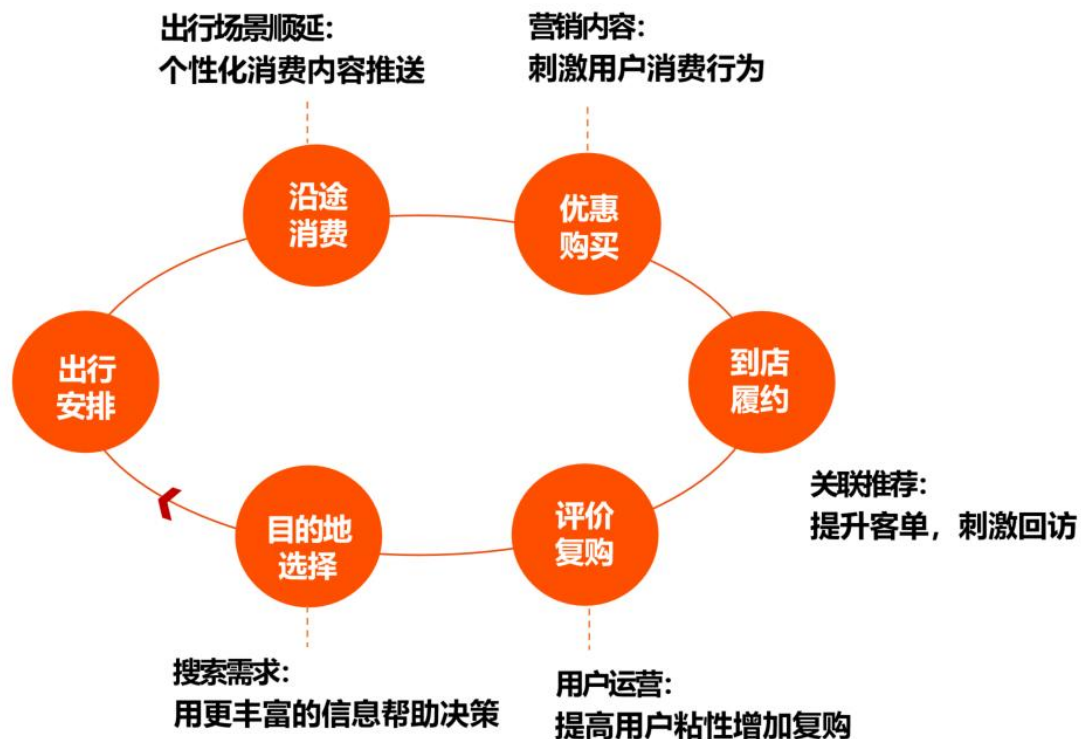 出行场景顺延：
个性化消费内容推送
营销内容：
刺激用户消费行为
沿途
消费
优惠
购买
出行
安排
到店
履约
关联推荐：
提升客单，刺激回访
目的地
选择
评价
复购
搜索需求：
用更丰富的信息帮助决策
用户运营：
提高用户粘性增加复购